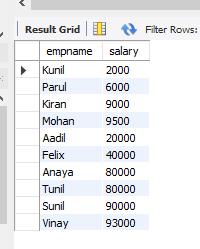 Result Grid Filter Rows:
empname salary
Kunil 2000
Parul 6000
Kiran 9000
Mohan 9500
Aadil 20000
Felix 40000
Anaya 80000
Tunil 80000
Sunil 90000
Vinay 93000